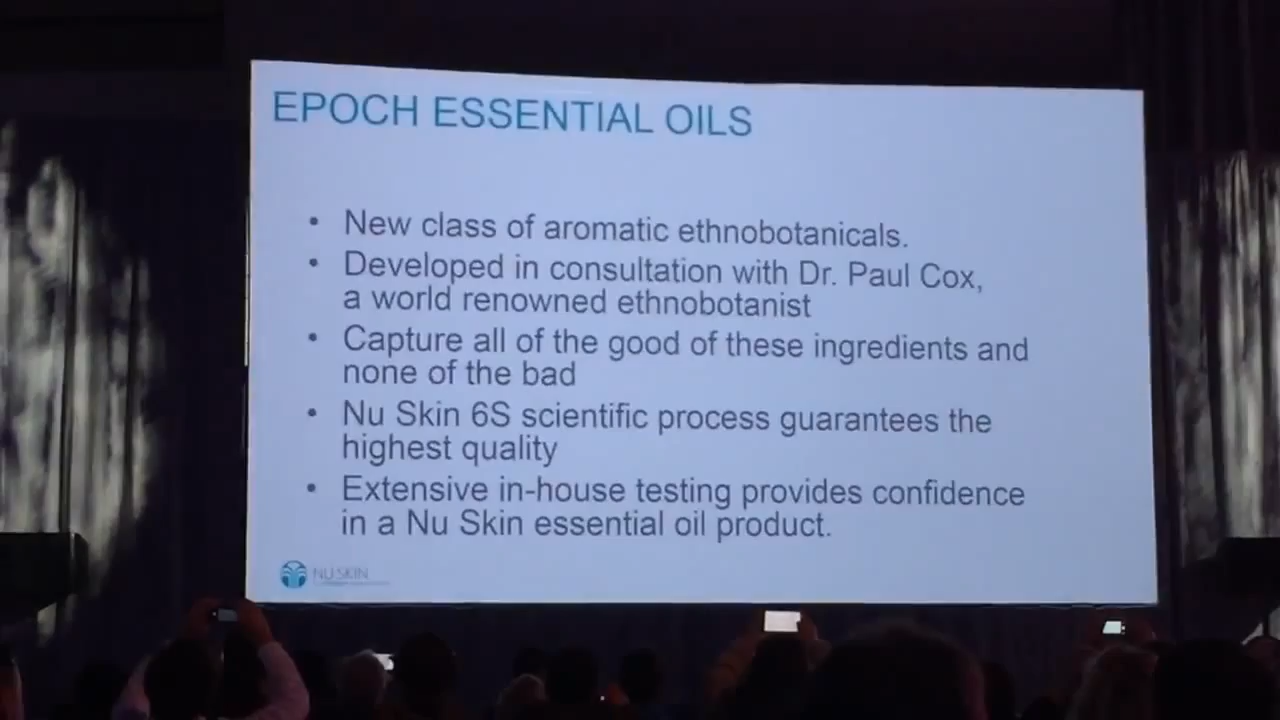 EPOCH ESSENTIAL OILS
• New class of aromatic ethnobotanicals.
• Developed in consultation with Dr. Paul Cox,
a world renowned ethnobotanist
• Capture all of the good of these ingredients and
none of the bad
• Nu Skin 6S scientific process guarantees the
highest quality
• Extensive in-house testing provides confidence
in a Nu Skin essential oil product.
NU SKIN